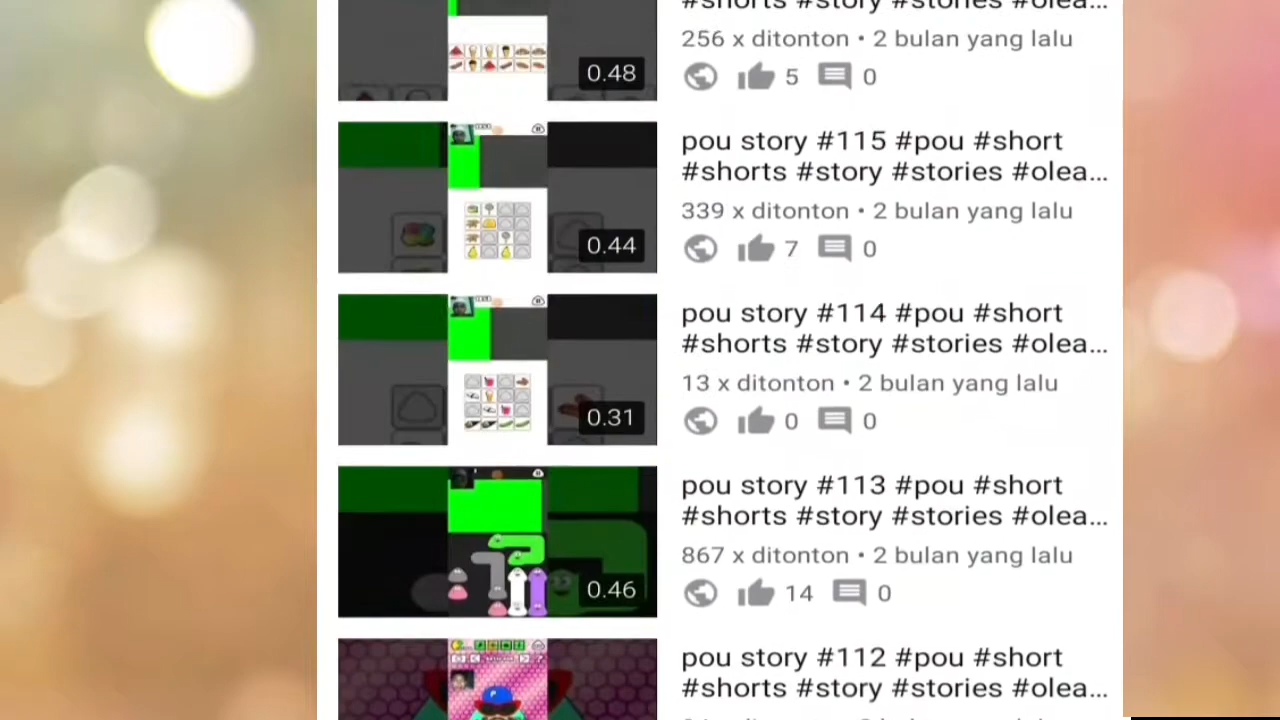 #shorts #story #stories #olea...
256 x ditonton • 2 bulan yang lalu
0.48
5
0
pou story #115 #pou #short
#shorts #story #stories #olea...
339 x ditonton • 2 bulan yang lalu
0.44
7
0
pou story #114 #pou #short
#shorts #story #stories #olea...
13 x ditonton • 2 bulan yang lalu
0.31
0
0
pou story #113 #pou #short
#shorts #story #stories #olea...
867 x ditonton • 2 bulan yang lalu
0.46
14
0
pou story #112 #pou #short
#shorts #story #stories #olea...